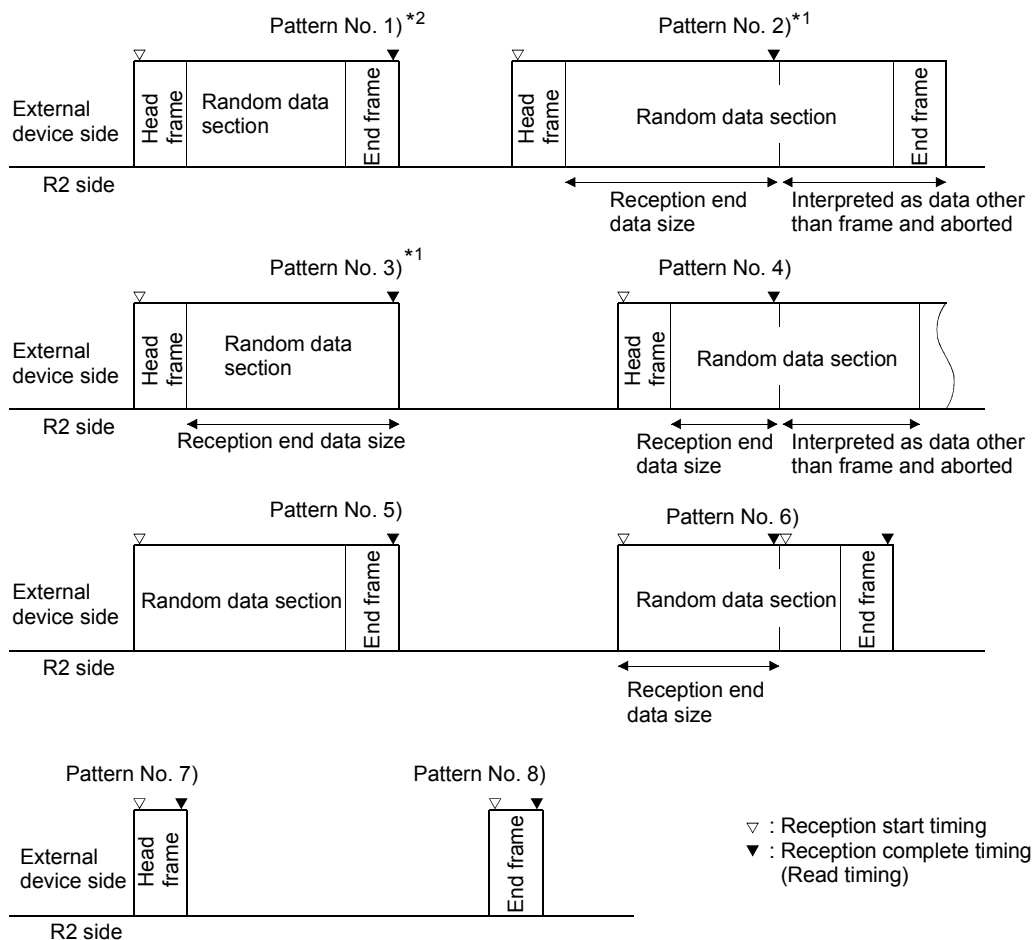 Pattern No. 1)*2
Pattern No. 2)*1
External
device side
Head
frame
Random data
section
End frame
Head
frame
Random data section
End frame
R2 side
Reception end
data size
Interpreted as data other
than frame and aborted
Pattern No. 3)*1
Pattern No. 4)
External
device side
Head
frame
Random data
section
Head
frame
Random data section
R2 side
Reception end data size
Reception end
data size
Interpreted as data other
than frame and aborted
Pattern No. 5)
Pattern No. 6)
External
device side
Random data section
End frame
Random data section
End frame
R2 side
Reception end
data size
Pattern No. 7)
Pattern No. 8)
External
device side
Head
frame
End frame
▽ : Reception start timing
▼ : Reception complete timing
(Read timing)
R2 side